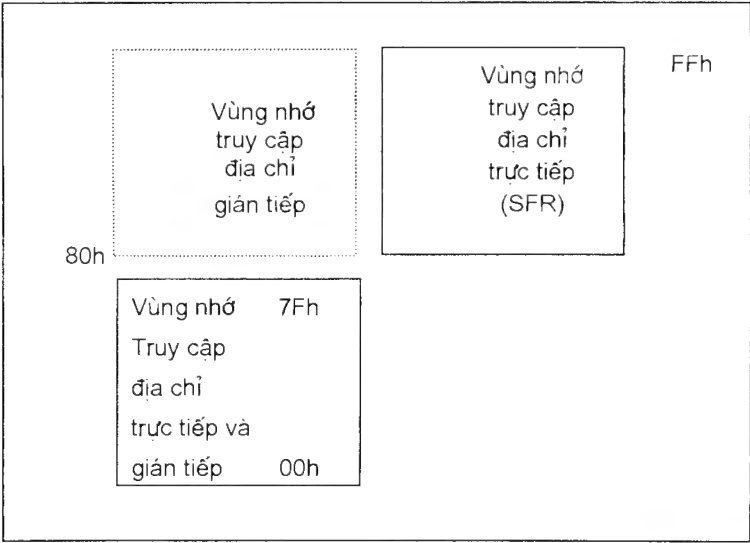 Vùng nhớ
truy cập
địa chỉ
gián tiếp
Vùng nhớ
truy cập
địa chỉ
trực tiếp
(SFR)
FFh
80h
Vùng nhớ 7Fh
Truy cập
địa chỉ
trực tiếp và
gián tiếp 00h